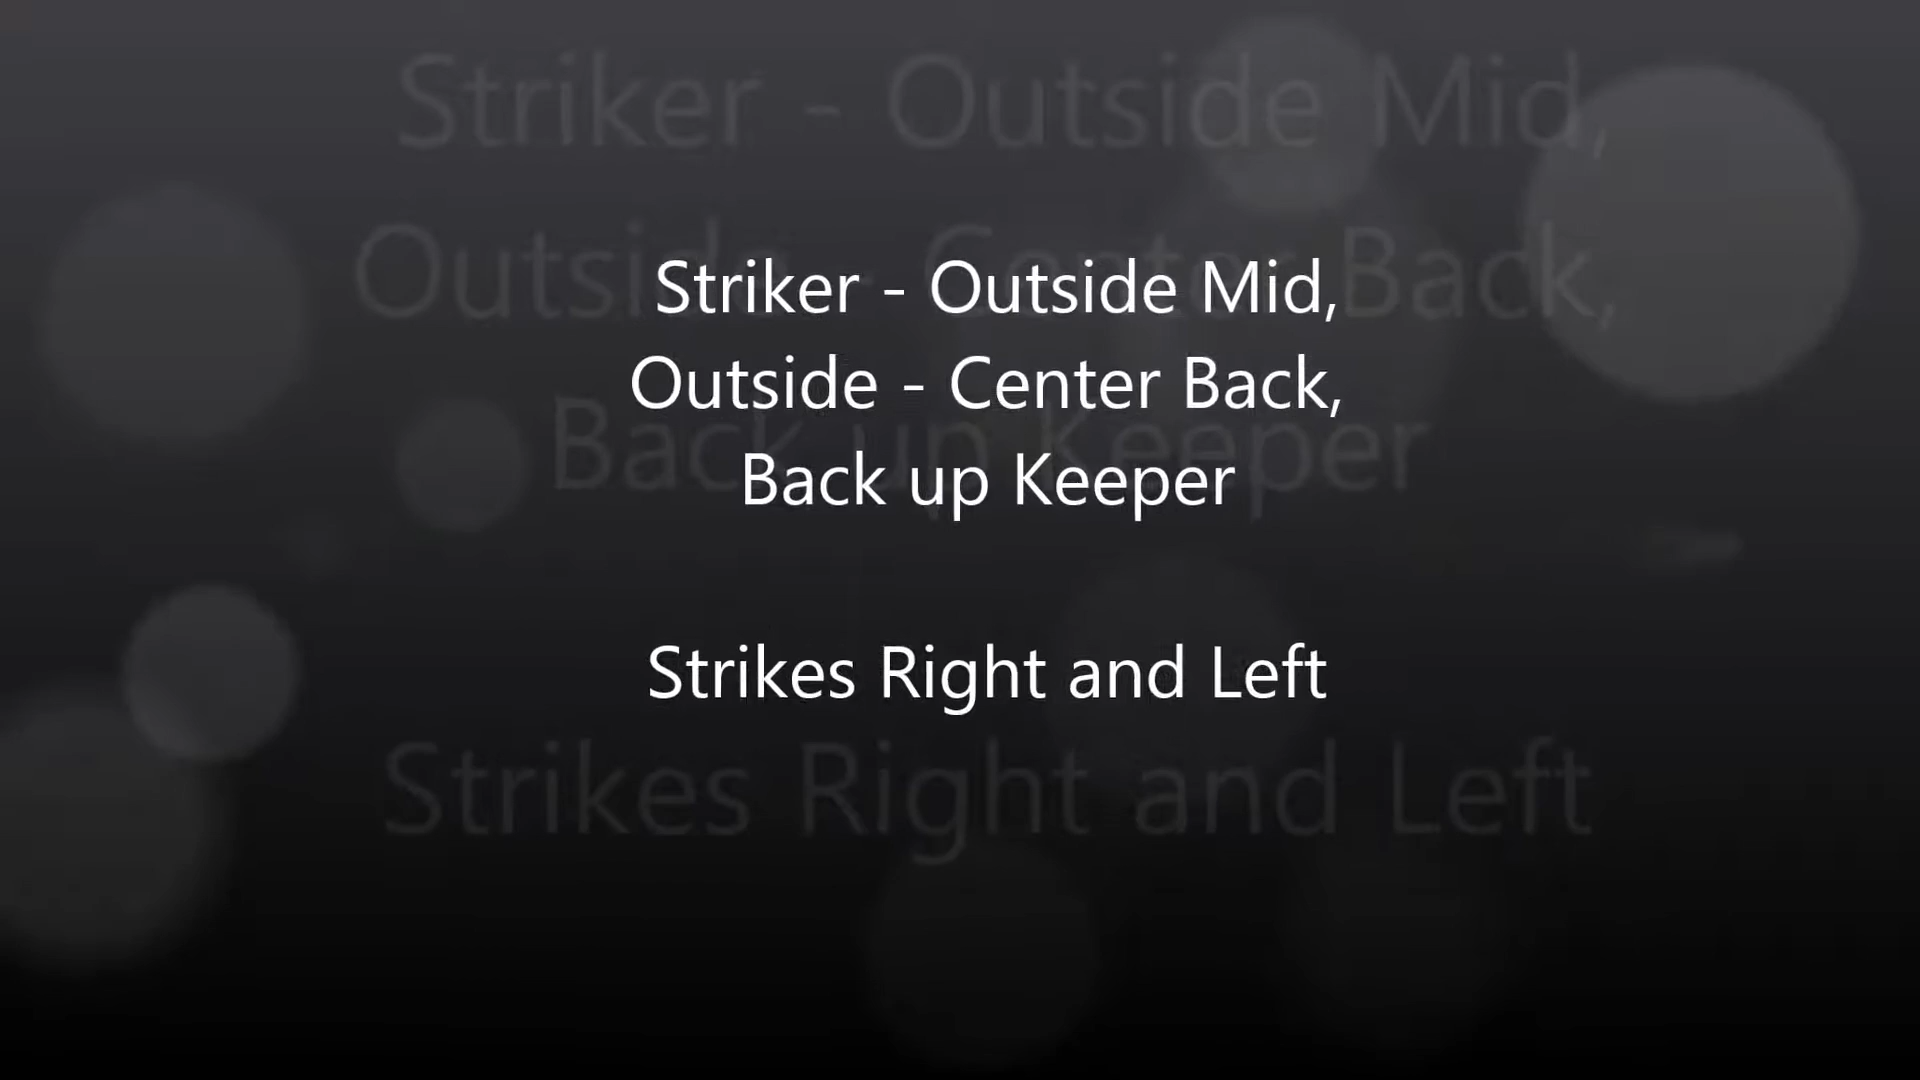 Striker - Outside Mid,
Outside - Center Back,
Back up Keeper
Strikes Right and Left